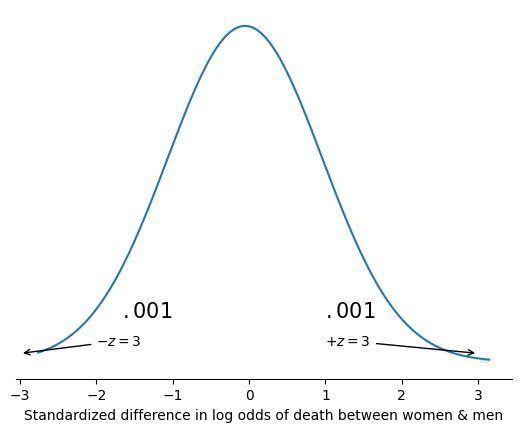 .001 .001
−z = 3 +z = 3
−3 −2 −1 0 1 2 3
Standardized difference in log odds of death between women & men